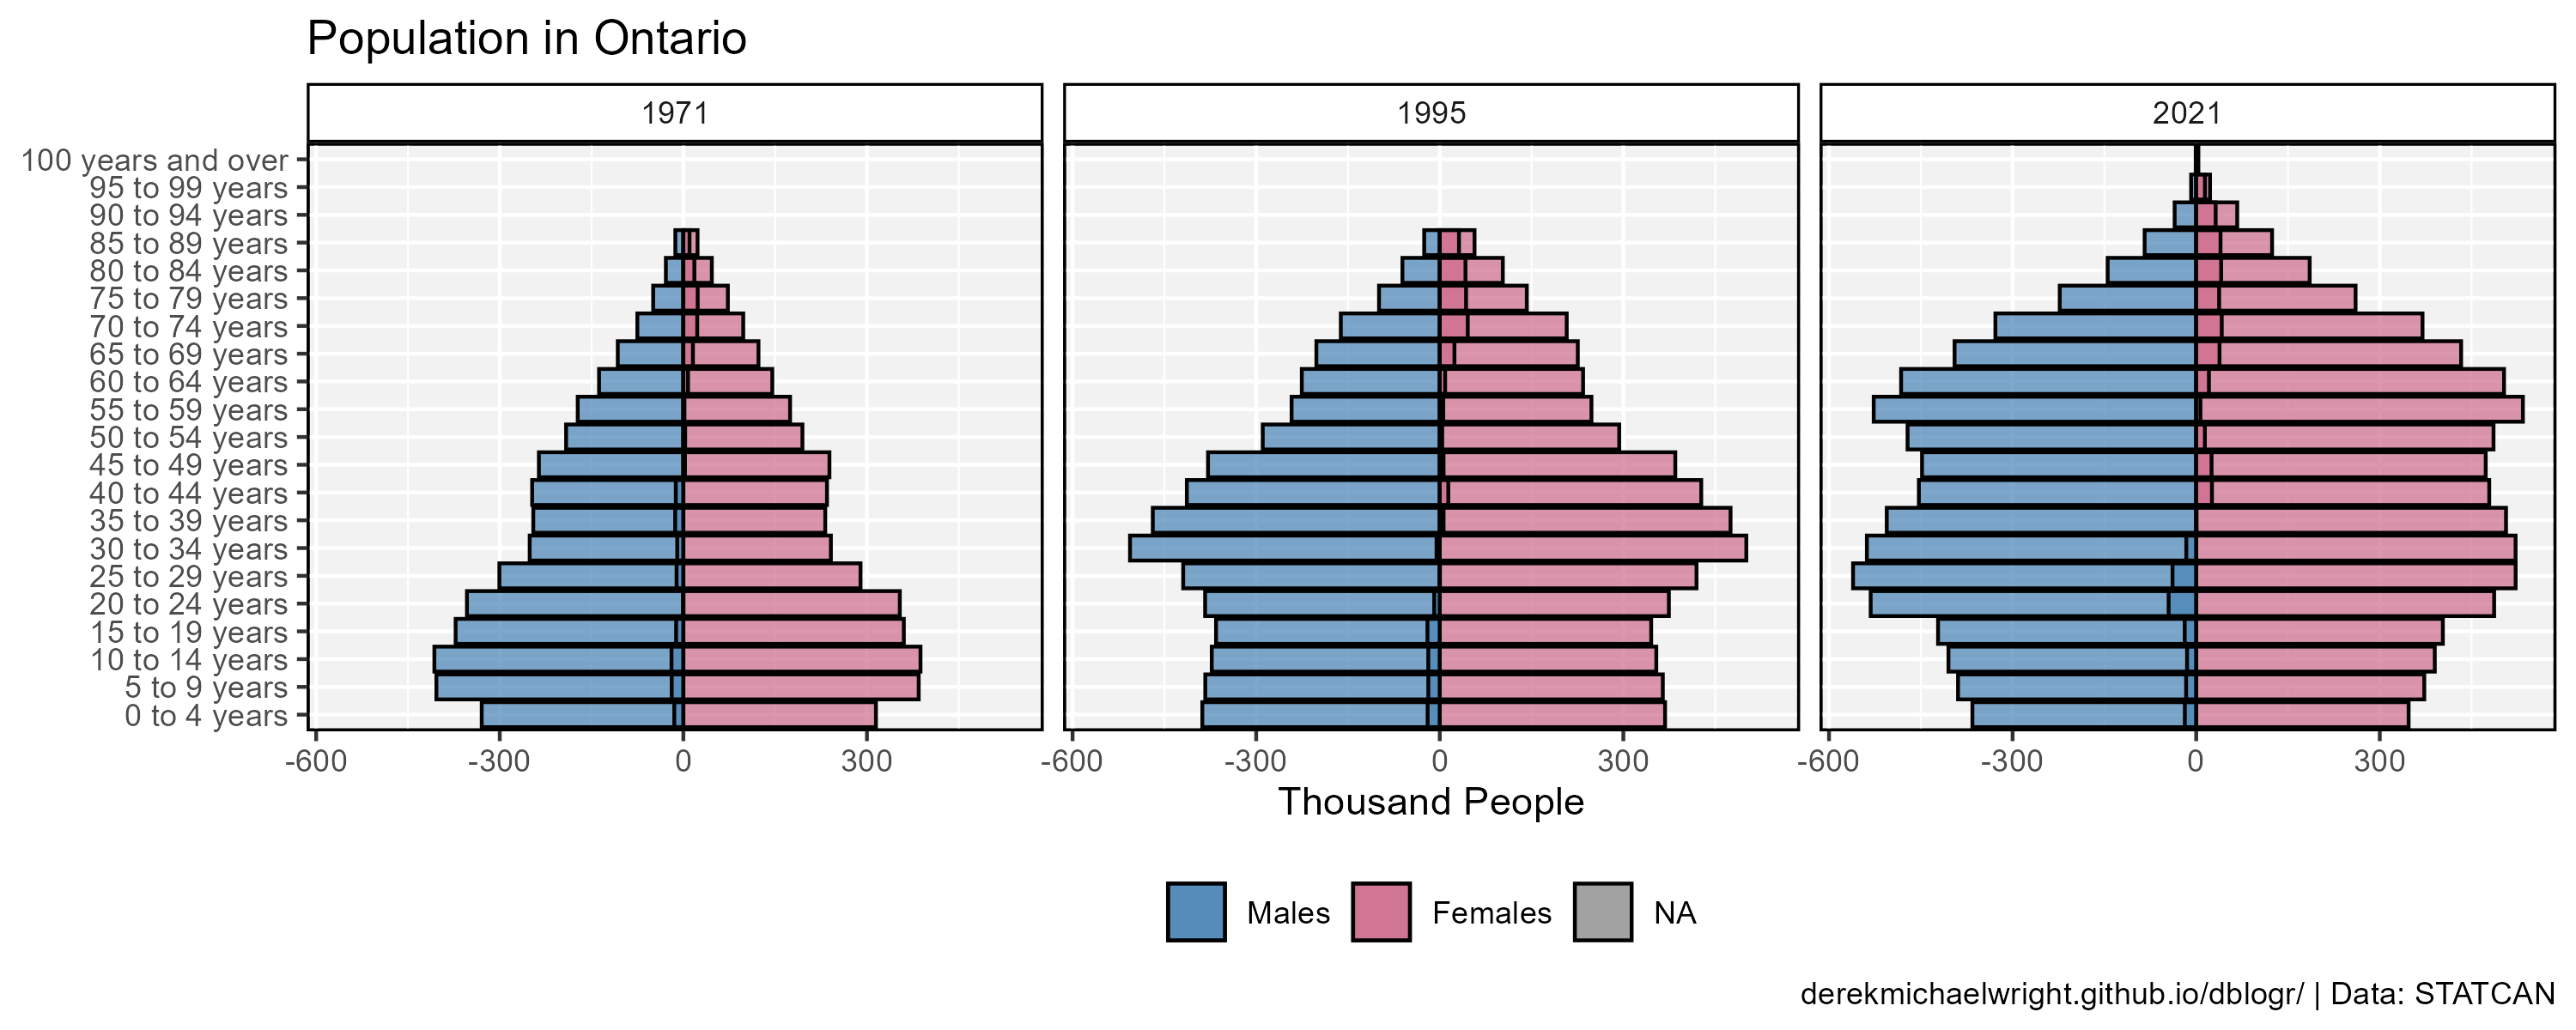 Population in Ontario
1971
1995
2021
100 years and over
95 to 99 years
90 to 94 years
85 to 89 years
80 to 84 years
75 to 79 years
70 to 74 years
65 to 69 years
60 to 64 years
55 to 59 years
50 to 54 years
45 to 49 years
40 to 44 years
35 to 39 years
30 to 34 years
25 to 29 years
20 to 24 years
15 to 19 years
10 to 14 years
5 to 9 years
0 to 4 years
-600 -300 0 300 -600 -300 0 300 -600 -300 0 300
Thousand People
Males Females NA
derekmichaelwright.github.io/dblogr/ | Data: STATCAN